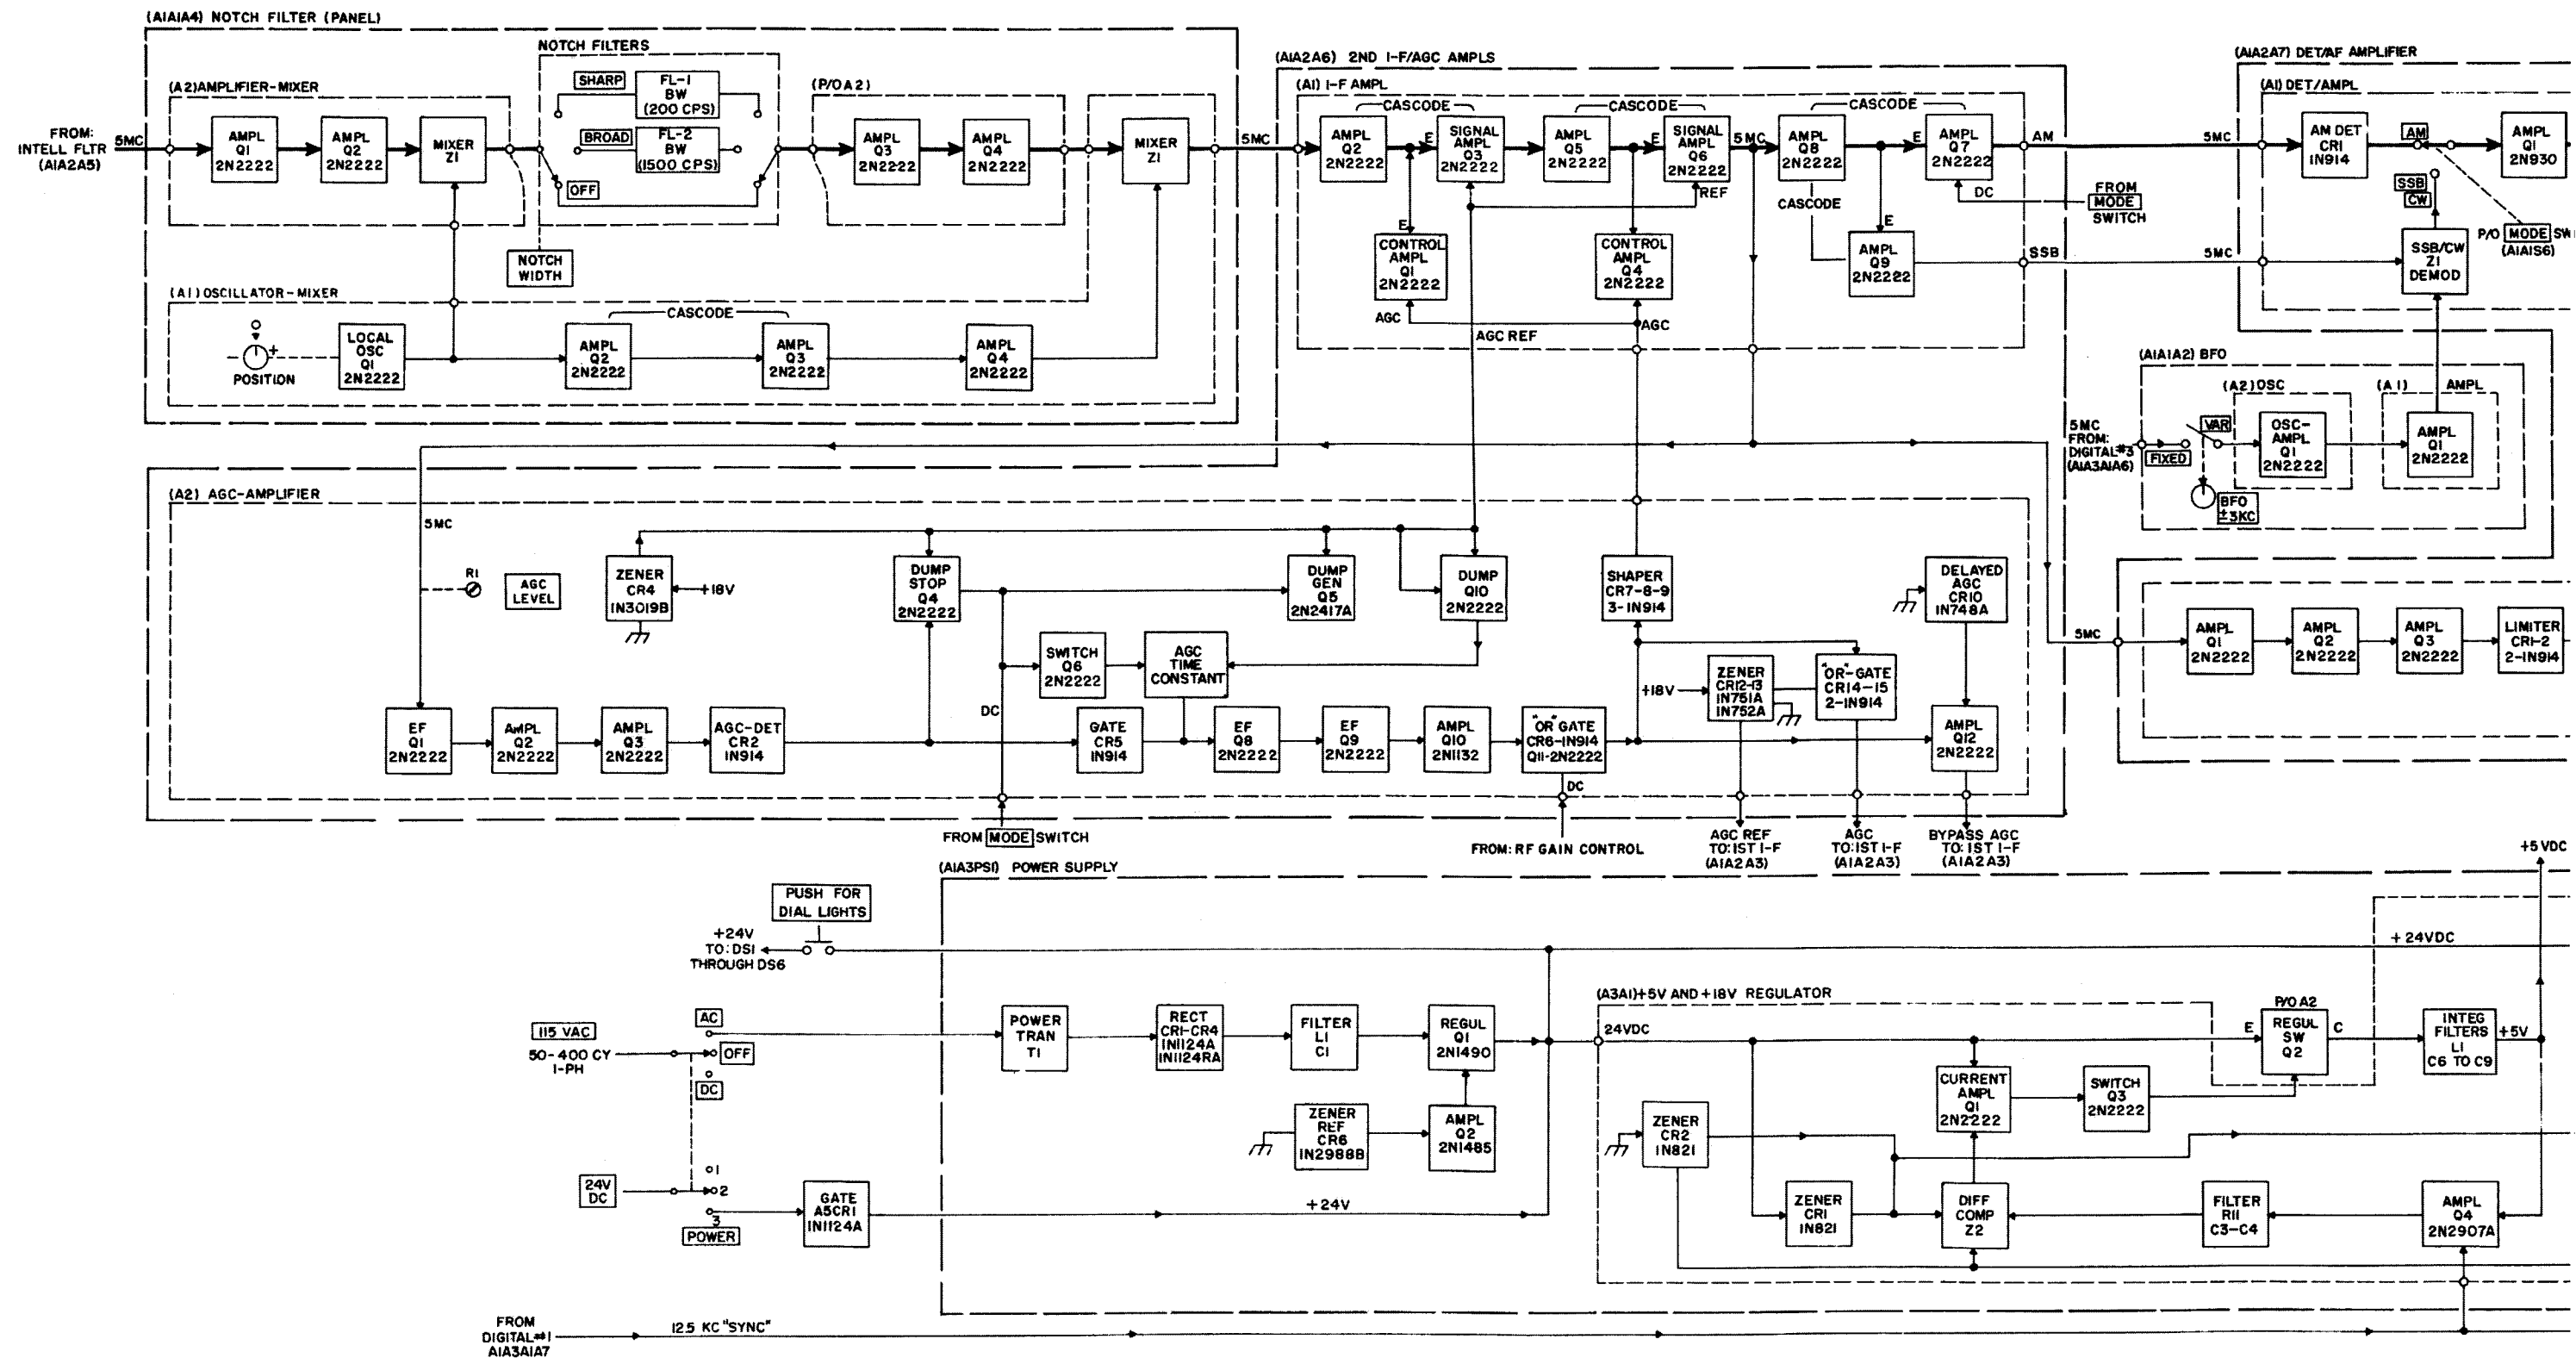 (A1A1A4) NOTCH FILTER (PANEL)
NOTCH FILTERS
(A2) AMPLIFIER-MIXER
FROM:
INTELL FLTR
(A1A2A5)
5MC
AMPL
Q1
2N2222
AMPL
Q2
2N2222
MIXER
Z1
SHARP
FL-1
BW
(200 CPS)
BROAD
FL-2
BW
(1500 CPS)
OFF
NOTCH
WIDTH
(P/O A2)
AMPL
Q3
2N2222
AMPL
Q4
2N2222
MIXER
Z1
5MC
(A1) OSCILLATOR-MIXER
POSITION
+
LOCAL
OSC
Q1
2N2222
CASCODE
AMPL
Q2
2N2222
AMPL
Q3
2N2222
AMPL
Q4
2N2222
(A1A2A6) 2ND I-F/AGC AMPLS
(A1) I-F AMPL
CASCODE
CASCODE
CASCODE
AMPL
Q2
2N2222
E
SIGNAL
AMPL
Q3
2N2222
AMPL
Q5
2N2222
E
SIGNAL
AMPL
Q6
2N2222
REF
5MC
AMPL
Q8
2N2222
E
AMPL
Q7
2N2222
AM
DC
FROM
MODE
SWITCH
CASCODE
E
AMPL
Q9
2N2222
SSB
E
CONTROL
AMPL
Q1
2N2222
CONTROL
AMPL
Q4
2N2222
AGC
AGC
AGC REF
(A1A2A7) DET/AF AMPLIFIER
(A1) DET/AMPL
5MC
AM DET
CR1
1N914
AM
AMPL
Q1
2N930
SSB
CW
P/O MODE SW
(A1A1S6)
5MC
SSB/CW
Z1
DEMOD
(A1A1A2) BFO
(A2) OSC
(A1) AMPL
5MC
FROM:
DIGITAL#3
(A1A3A1A6)
VAR
FIXED
OSC-
AMPL
Q1
2N2222
AMPL
Q1
2N2222
BFO
±3KC
(A2) AGC-AMPLIFIER
5MC
R1
AGC
LEVEL
ZENER
CR4
1N3019B
+18V
DUMP
STOP
Q4
2N2222
DUMP
GEN
Q5
2N2417A
DUMP
Q10
2N2222
SHAPER
CR7-8-9
3-1N914
DELAYED
AGC
CR10
1N748A
SWITCH
Q6
2N2222
AGC
TIME
CONSTANT
+18V
ZENER
CR12-13
1N751A
1N752A
"OR"-GATE
CR14-15
2-1N914
5MC
AMPL
Q1
2N2222
AMPL
Q2
2N2222
AMPL
Q3
2N2222
LIMITER
CR1-2
2-1N914
EF
Q1
2N2222
AMPL
Q2
2N2222
AMPL
Q3
2N2222
AGC-DET
CR2
1N914
DC
GATE
CR5
1N914
EF
Q8
2N2222
EF
Q9
2N2222
AMPL
Q10
2N1132
"OR" GATE
CR6-1N914
Q11-2N2222
DC
AMPL
Q12
2N2222
FROM MODE SWITCH
FROM: RF GAIN CONTROL
AGC REF
TO: 1ST I-F
(A1A2A3)
AGC
TO: 1ST I-F
(A1A2A3)
BYPASS AGC
TO: 1ST I-F
(A1A2A3)
(A1A3PS1) POWER SUPPLY
+5VDC
PUSH FOR
DIAL LIGHTS
+24V
TO: DS1
THROUGH DS6
+24VDC
115 VAC
50-400 CY
1-PH
AC
OFF
DC
POWER
TRAN
T1
RECT
CR1-CR4
1N1124A
1N1124RA
FILTER
L1
C1
REGUL
Q1
2N1490
ZENER
REF
CR6
1N2988B
AMPL
Q2
2N1485
24V
DC
1
2
3
POWER
GATE
A5CR1
1N1124A
+24V
(A3A1)+5V AND +18V REGULATOR
24VDC
P/O A2
E
REGUL
SW
Q2
C
INTEG
FILTERS
L1
C6 TO C9
+5V
CURRENT
AMPL
Q1
2N2222
SWITCH
Q3
2N2222
ZENER
CR2
1N821
ZENER
CR1
1N821
DIFF
COMP
Z2
FILTER
R11
C3-C4
AMPL
Q4
2N2907A
FROM
DIGITAL#1
A1A3A1A7
12.5 KC "SYNC"